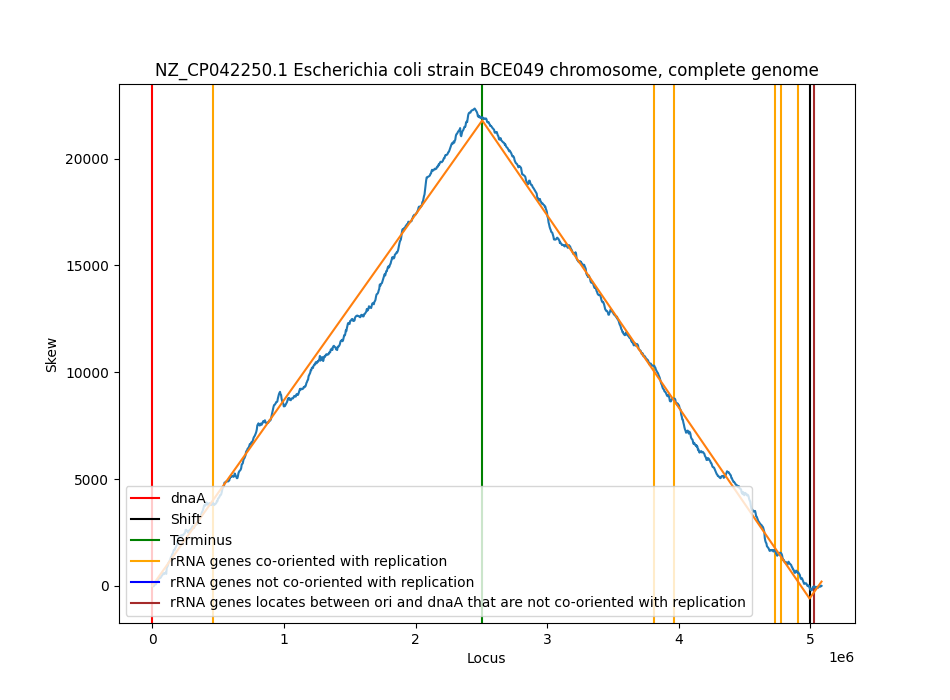 NZ_CP042250.1 Escherichia coli strain BCE049 chromosome, complete genome
Skew
20000
15000
10000
5000
0
dnaA
Shift
Terminus
rRNA genes co-oriented with replication
rRNA genes not co-oriented with replication
rRNA genes locates between ori and dnaA that are not co-oriented with replication
0 1 2 3 4 5
1e6
Locus